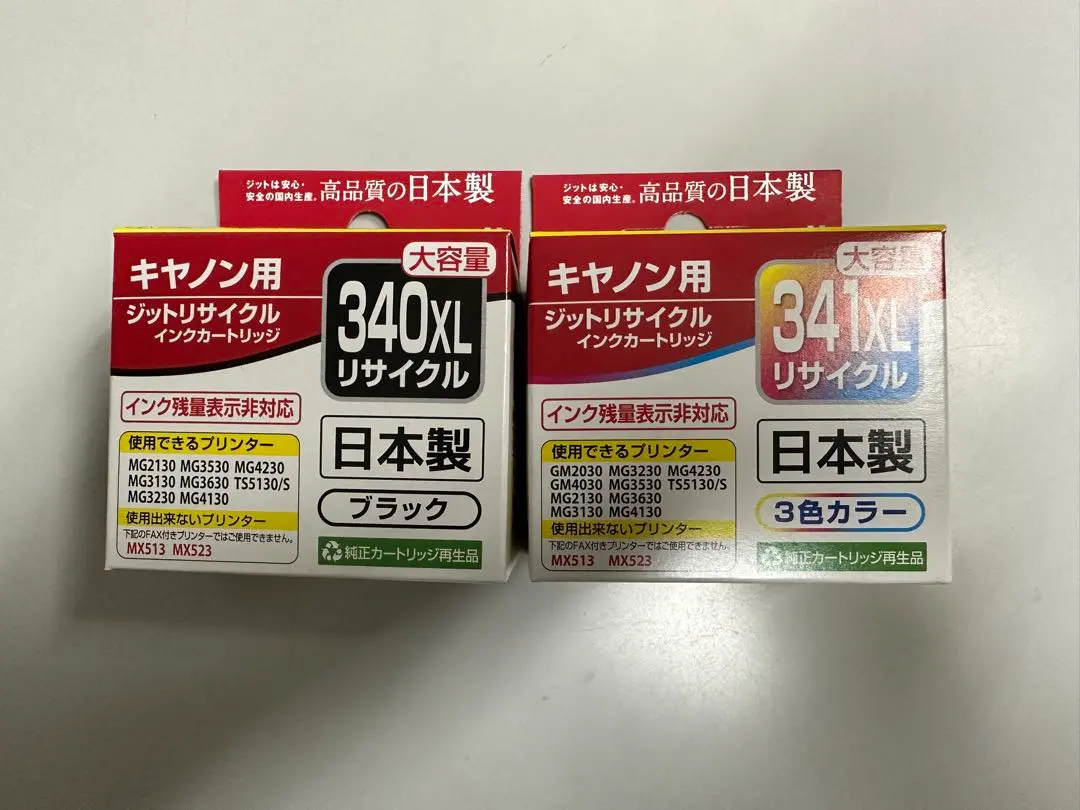 ジットは安心・
安全の国内生産。
高品質の日本製
キヤノン用
大容量
ジットリサイクル
インクカートリッジ
340XL
リサイクル
インク残量表示非対応
使用できるプリンター
MG2130 MG3530 MG4230
MG3130 MG3630 TS5130/S
MG3230 MG4130
使用出来ないプリンター
下記のFAX付きプリンターではご使用できません。
MX513 MX523
日本製
ブラック
純正カートリッジ再生品
ジットは安心・
安全の国内生産。
高品質の日本製
キヤノン用
大容量
ジットリサイクル
インクカートリッジ
341XL
リサイクル
インク残量表示非対応
使用できるプリンター
GM2030 MG3230 MG4230
GM4030 MG3530 TS5130/S
MG2130 MG3630
MG3130 MG4130
使用出来ないプリンター
下記のFAX付きプリンターではご使用できません。
MX513 MX523
日本製
3色カラー
純正カートリッジ再生品